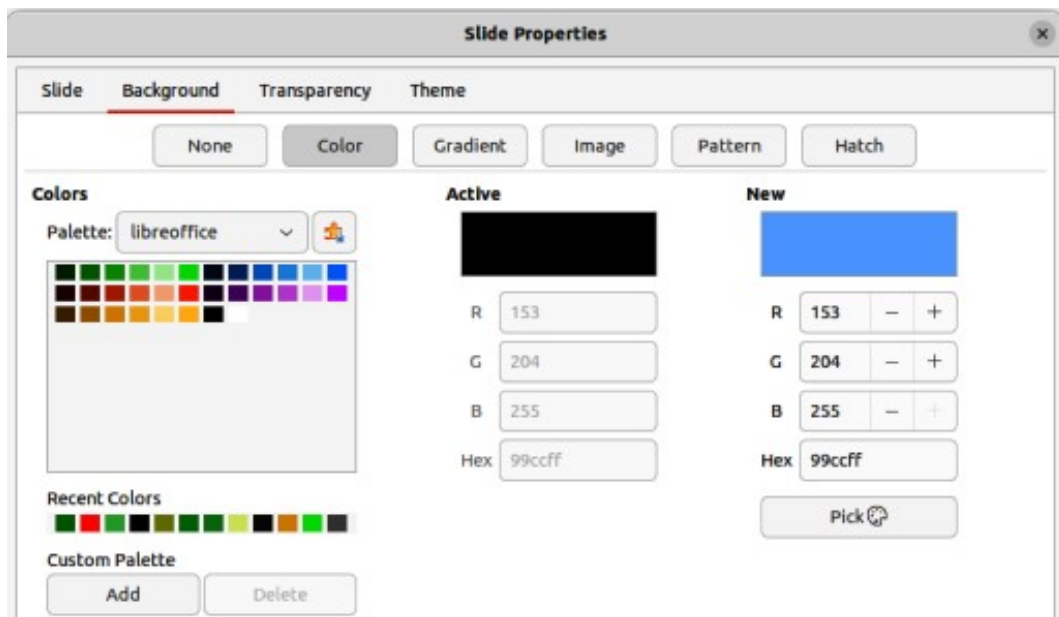 Slide Properties
Slide Background Transparency Theme
None Color Gradient Image Pattern Hatch
Colors Active New
Palette: libreoffice
R 153 R 153 − +
G 204 G 204 − +
B 255 B 255 − +
Hex 99ccff Hex 99ccff
Recent Colors
Pick
Custom Palette
Add Delete